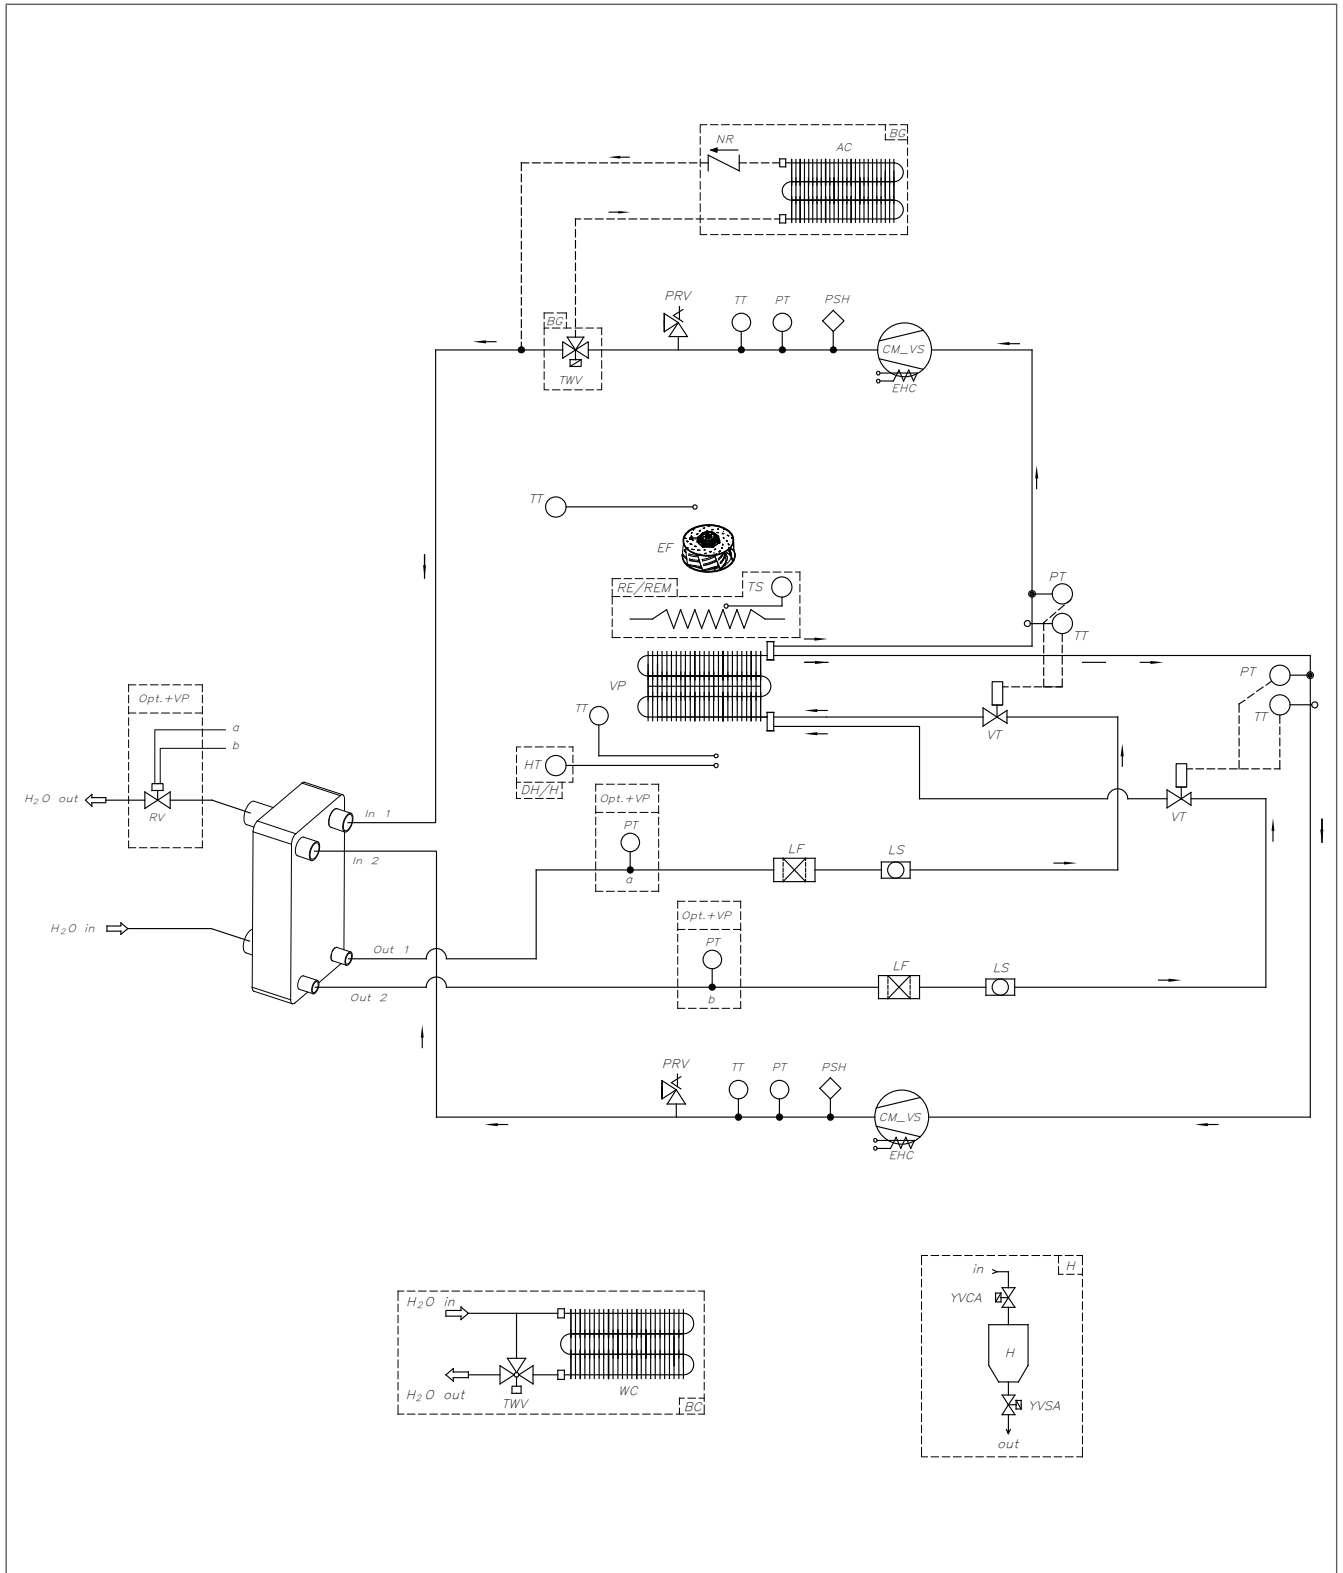 BG
NR
AC
PRV
TT
PT
PSH
BG
CM_VS
TWV
EHC
TT
EF
RE/REM
TS
PT
TT
VP
PT
Opt.+VP
TT
TT
a
VT
b
HT
DH/H
H₂O out
Opt.+VP
RV
In 1
VT
PT
LF
LS
In 2
a
Opt.+VP
H₂O in
PT
Out 1
LF
LS
Out 2
b
PRV
TT
PT
PSH
CM_VS
EHC
H
in
H₂O in
YVCA
H
WC
H₂O out
TWV
BC
YVSA
out